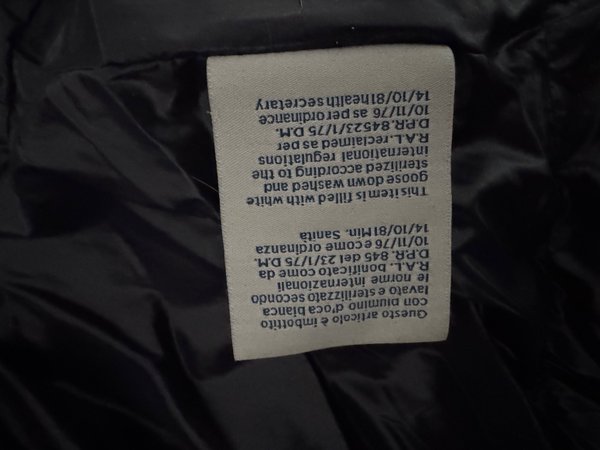 Questo articolo è imbottito
con piumino d'oca bianca
lavato e sterilizzato secondo
le norme internazionali
R.A.L. bonificato come da
D.P.R. 845 del 23/1/75 D.M.
10/11/76 e come ordinanza
14/10/81Min. Sanità
This item is filled with white
goose down washed and
sterilized according to the
international regulations
R.A.L. reclaimed as per
D.P.R. 84523/1/75 D.M.
10/11/76 as per ordinance
14/10/81 health secretary